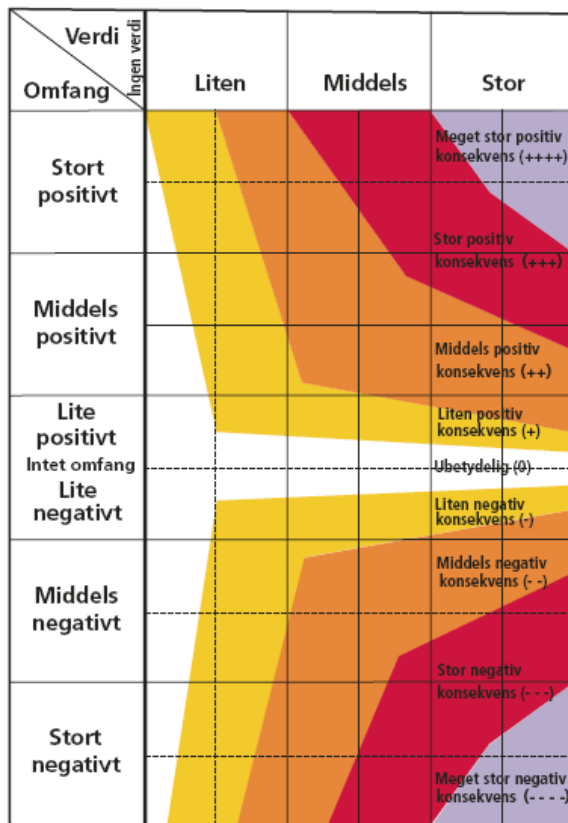 Verdi
Omfang
Ingen verdi
Liten
Middels
Stor
Stort
positivt
Meget stor positiv
konsekvens (++++)
Stor positiv
konsekvens (+++)
Middels
positivt
Middels positiv
konsekvens (++)
Lite
positivt
Liten positiv
konsekvens (+)
Intet omfang
Ubetydelig (0)
Lite
negativt
Liten negativ
konsekvens (-)
Middels
negativt
Middels negativ
konsekvens (- -)
Stor negativ
konsekvens (- - -)
Stort
negativt
Meget stor negativ
konsekvens (- - - -)